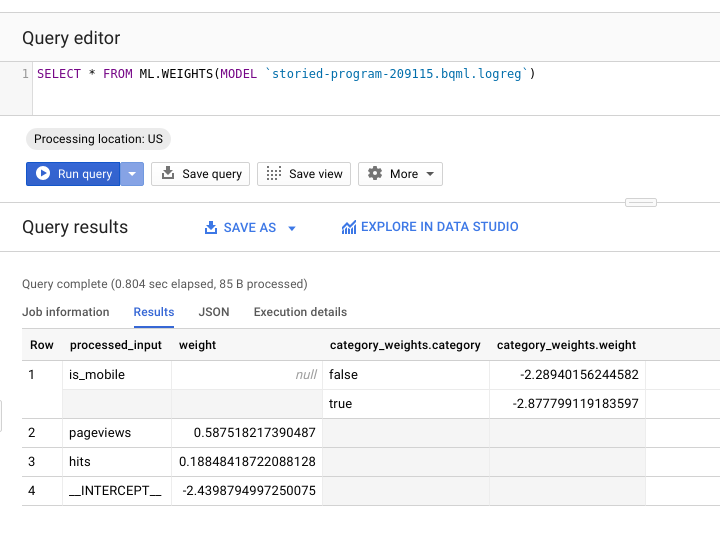 Query editor
1 SELECT * FROM ML.WEIGHTS(MODEL `storied-program-209115.bqml.logreg`)
Processing location: US
Run query Save query Save view More
Query results SAVE AS EXPLORE IN DATA STUDIO
Query complete (0.804 sec elapsed, 85 B processed)
Job information Results JSON Execution details
Row processed_input weight category_weights.category category_weights.weight
1 is_mobile null false -2.28940156244582
true -2.877799119183597
2 pageviews 0.587518217390487
3 hits 0.18848418722088128
4 __INTERCEPT__ -2.4398794997250075